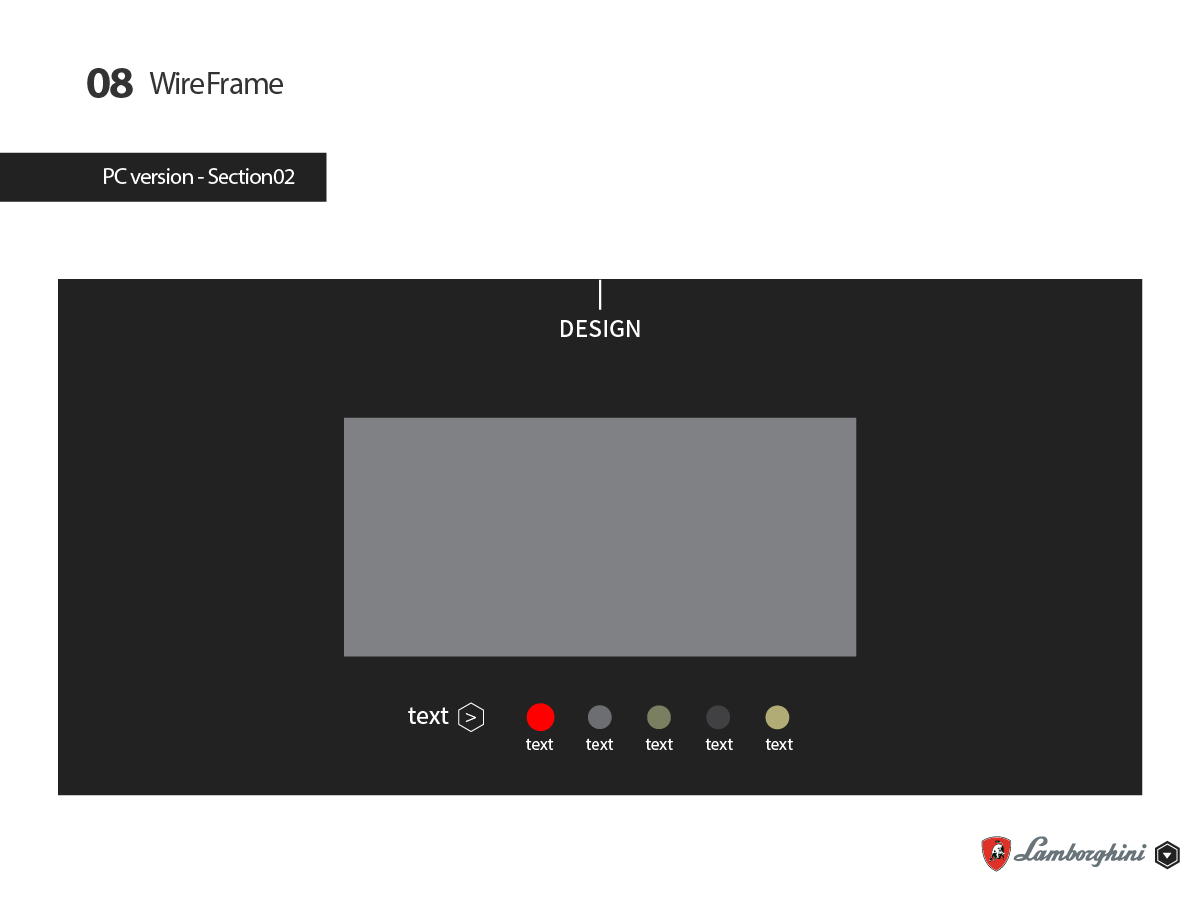 08 WireFrame
PC version - Section02
DESIGN
text >
text text text text text
Lamborghini